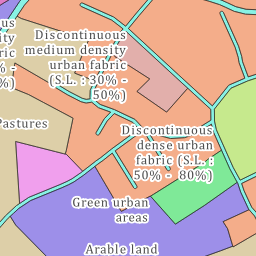 Discontinuous
medium density
urban fabric
(S.L. : 30% -
50%)
Pastures
Discontinuous
dense urban
fabric (S.L. :
50% -  80%)
Green urban
areas
Arable land